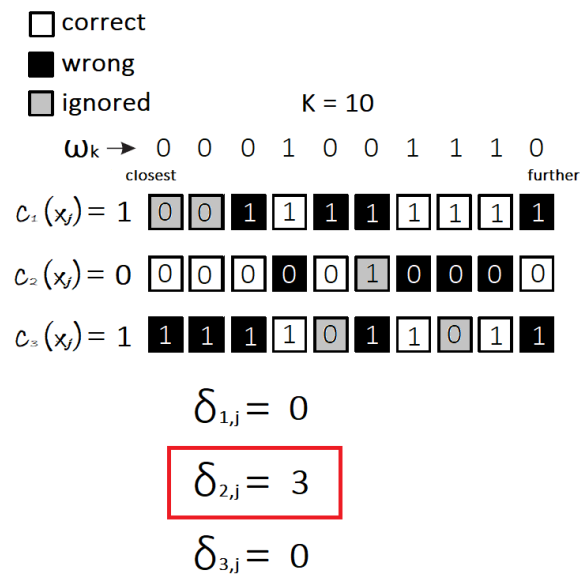 correct
wrong
ignored
K = 10
ωk → 0 0 0 1 0 0 1 1 1 0
closest further
c₁(xⱼ) = 1 0 0 1 1 1 1 1 1 1 1
c₂(xⱼ) = 0 0 0 0 0 0 1 0 0 0 0
c₃(xⱼ) = 1 1 1 1 1 0 1 1 0 1 1
δ1,j = 0
δ2,j = 3
δ3,j = 0